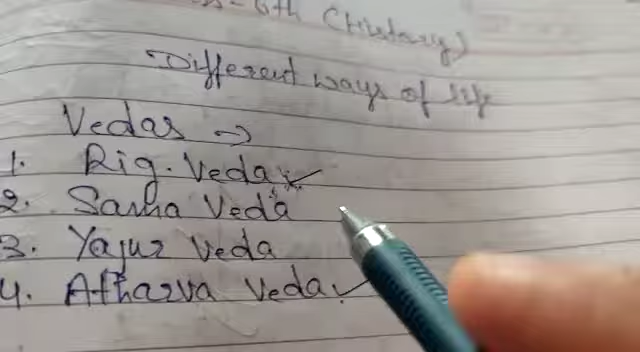 6th (History)
Different ways of life
Vedas →
1. Rig. Veda ✓
2. Sama Veda
3. Yajur Veda
4. Atharva Veda ✓